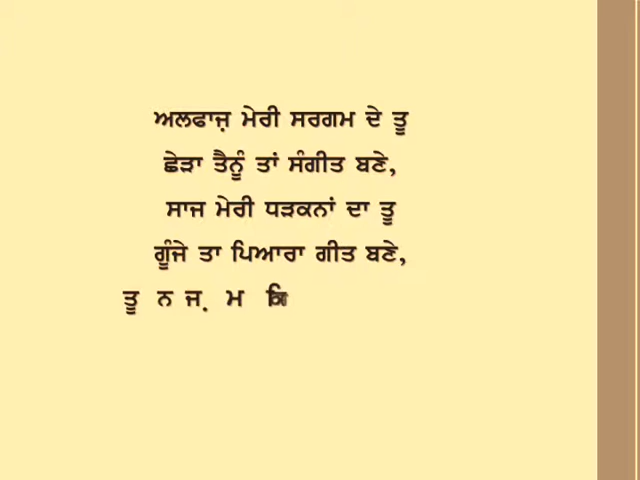 ਅਲਫਾਜ਼ ਮੇਰੀ ਸਰਗਮ ਦੇ ਤੂ
ਛੇੜਾ ਤੈਨੂੰ ਤਾਂ ਸੰਗੀਤ ਬਣੇ,
ਸਾਜ ਮੇਰੀ ਧੜਕਨਾਂ ਦਾ ਤੂ
ਗੂੰਜੇ ਤਾ ਪਿਆਰਾ ਗੀਤ ਬਣੇ,
ਤੂ ਨ ਜ਼ ਮ